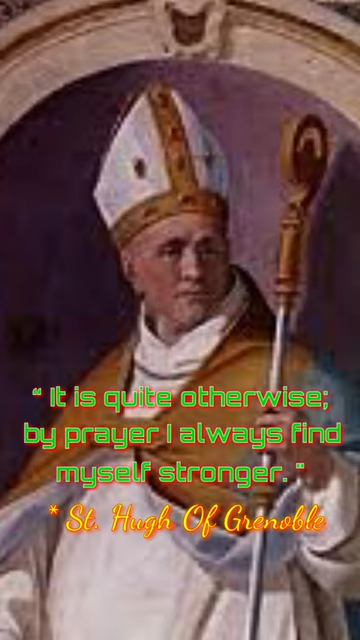 “ It is quite otherwise;
by prayer I always find
myself stronger. "
* St. Hugh Of Grenoble